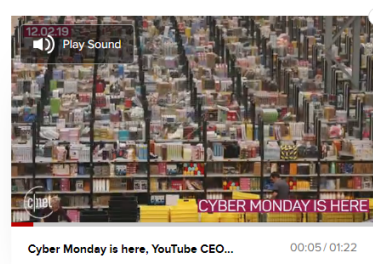 12.02.19
Play Sound
c|net
CYBER MONDAY IS HERE
Cyber Monday is here, YouTube CEO...
00:05 / 01:22